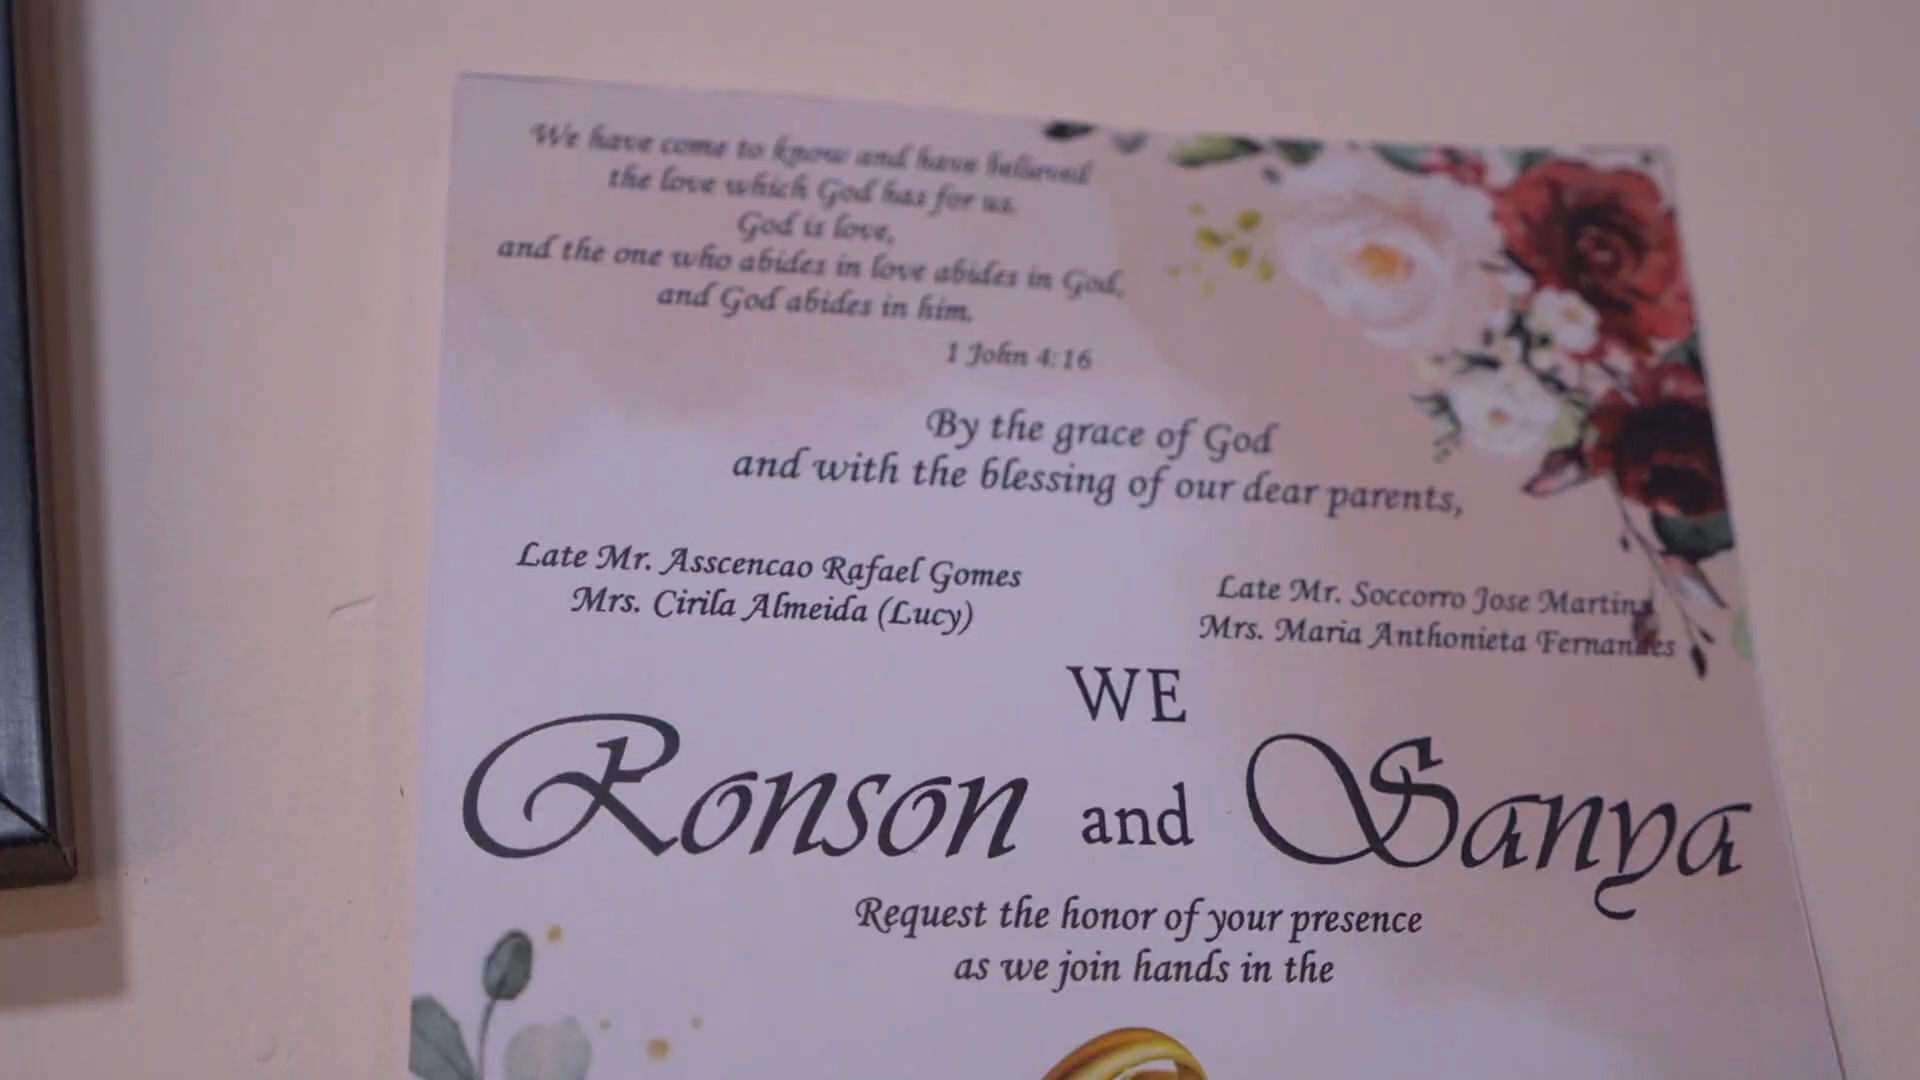 We have come to know and have believed
the love which God has for us.
God is love,
and the one who abides in love abides in God,
and God abides in him.
1 John 4:16
By the grace of God
and with the blessing of our dear parents,
Late Mr. Asscencao Rafael Gomes
Mrs. Cirila Almeida (Lucy)
Late Mr. Soccorro Jose Martins
Mrs. Maria Anthonieta Fernandes
WE
Ronson and Sanya
Request the honor of your presence
as we join hands in the